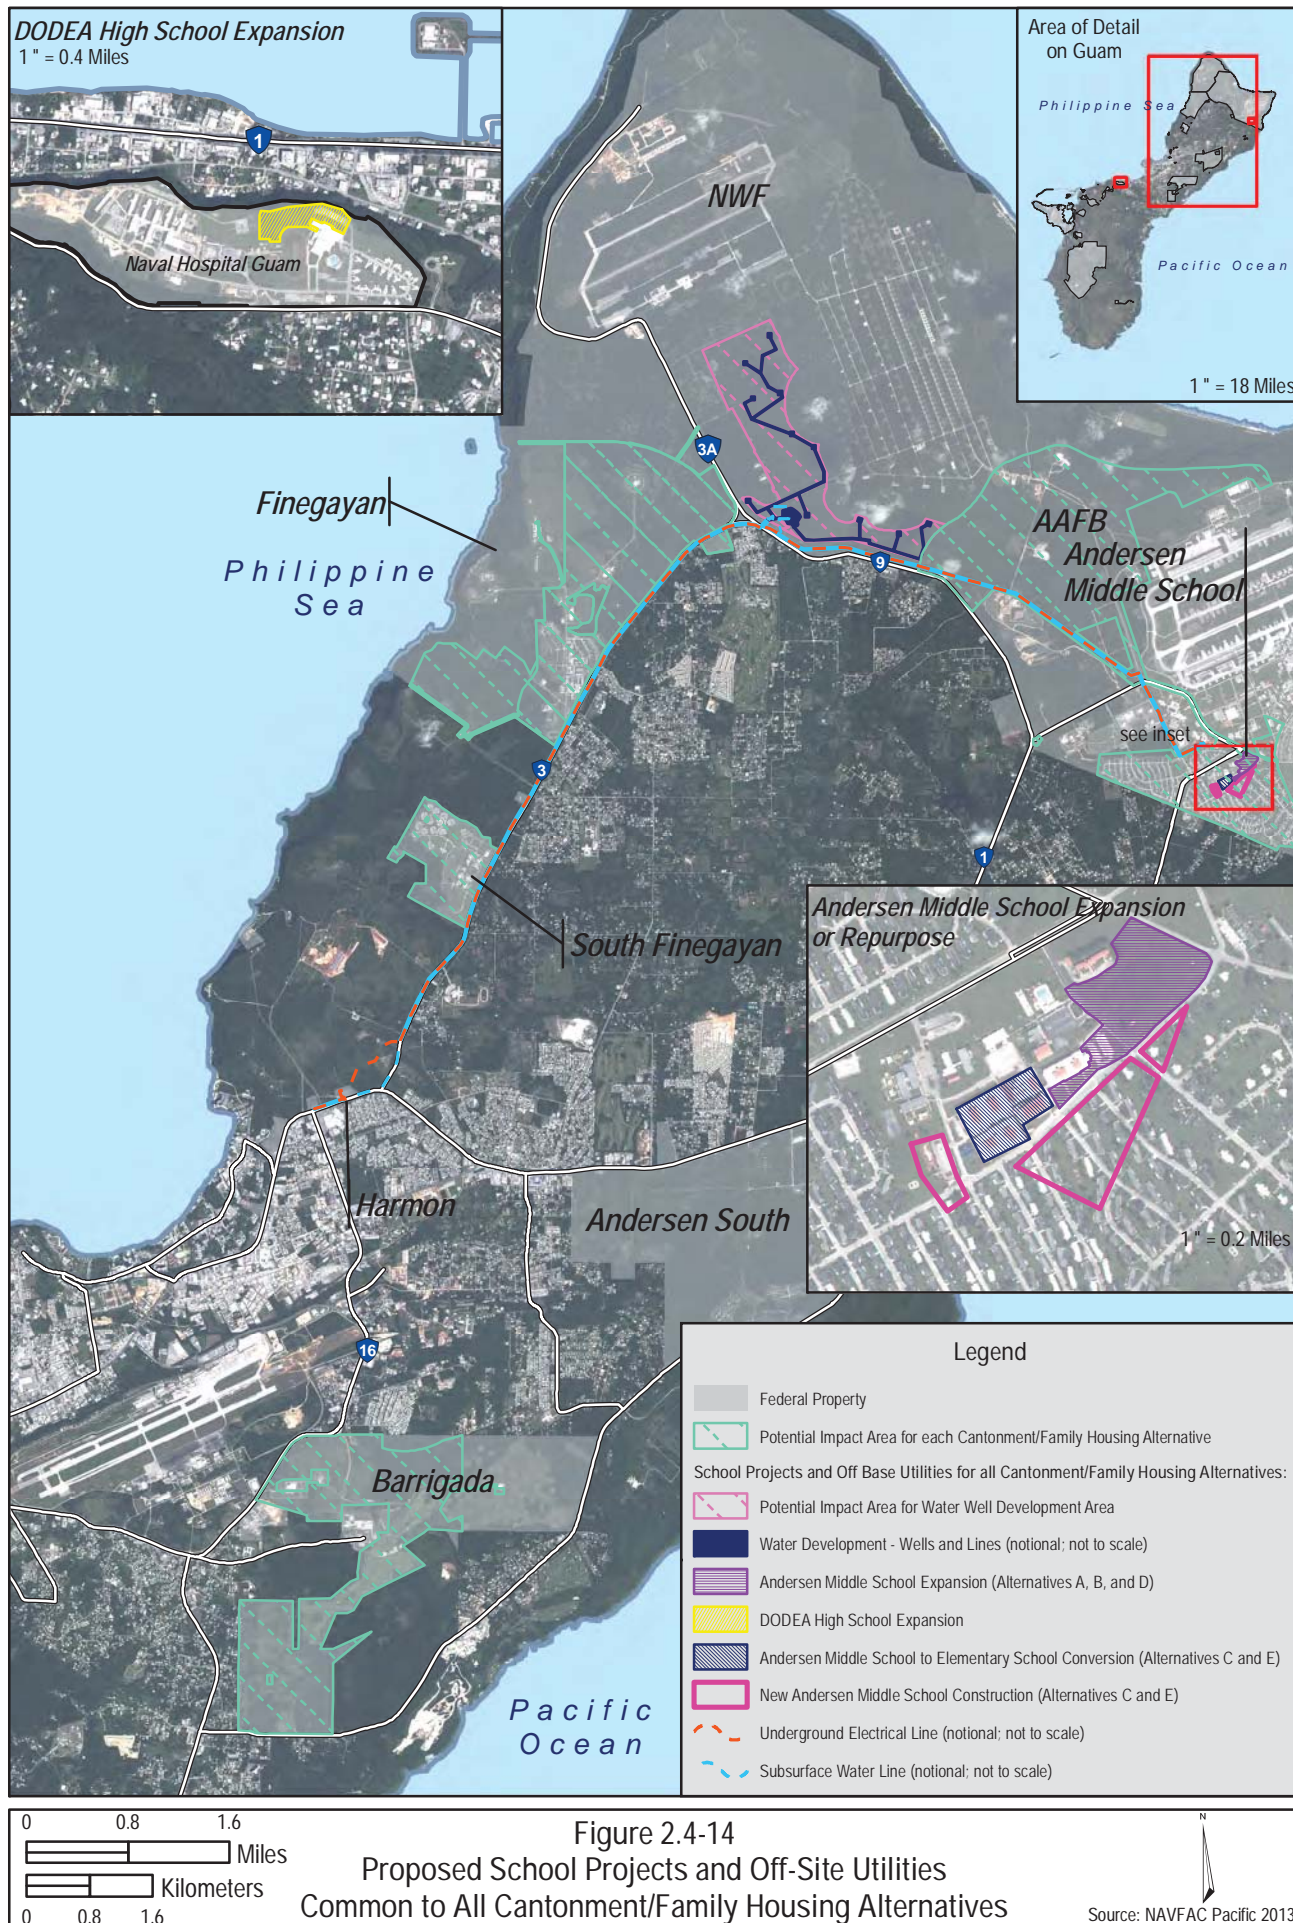 DODEA High School Expansion
1 " = 0.4 Miles
1
Naval Hospital Guam
Area of Detail
on Guam
Philippine Sea
Pacific Ocean
1 " = 18 Miles
NWF
3A
Finegayan
Philippine
Sea
AAFB
Andersen
Middle School
9
see inset
3
1
South Finegayan
Andersen Middle School Expansion
or Repurpose
1 " = 0.2 Miles
Harmon
Andersen South
16
Barrigada
Pacific
Ocean
Legend
Federal Property
Potential Impact Area for each Cantonment/Family Housing Alternative
School Projects and Off Base Utilities for all Cantonment/Family Housing Alternatives:
Potential Impact Area for Water Well Development Area
Water Development - Wells and Lines (notional; not to scale)
Andersen Middle School Expansion (Alternatives A, B, and D)
DODEA High School Expansion
Andersen Middle School to Elementary School Conversion (Alternatives C and E)
New Andersen Middle School Construction (Alternatives C and E)
Underground Electrical Line (notional; not to scale)
Subsurface Water Line (notional; not to scale)
0 0.8 1.6
Miles
Kilometers
0 0.8 1.6
Figure 2.4-14
Proposed School Projects and Off-Site Utilities
Common to All Cantonment/Family Housing Alternatives
N
Source: NAVFAC Pacific 2013